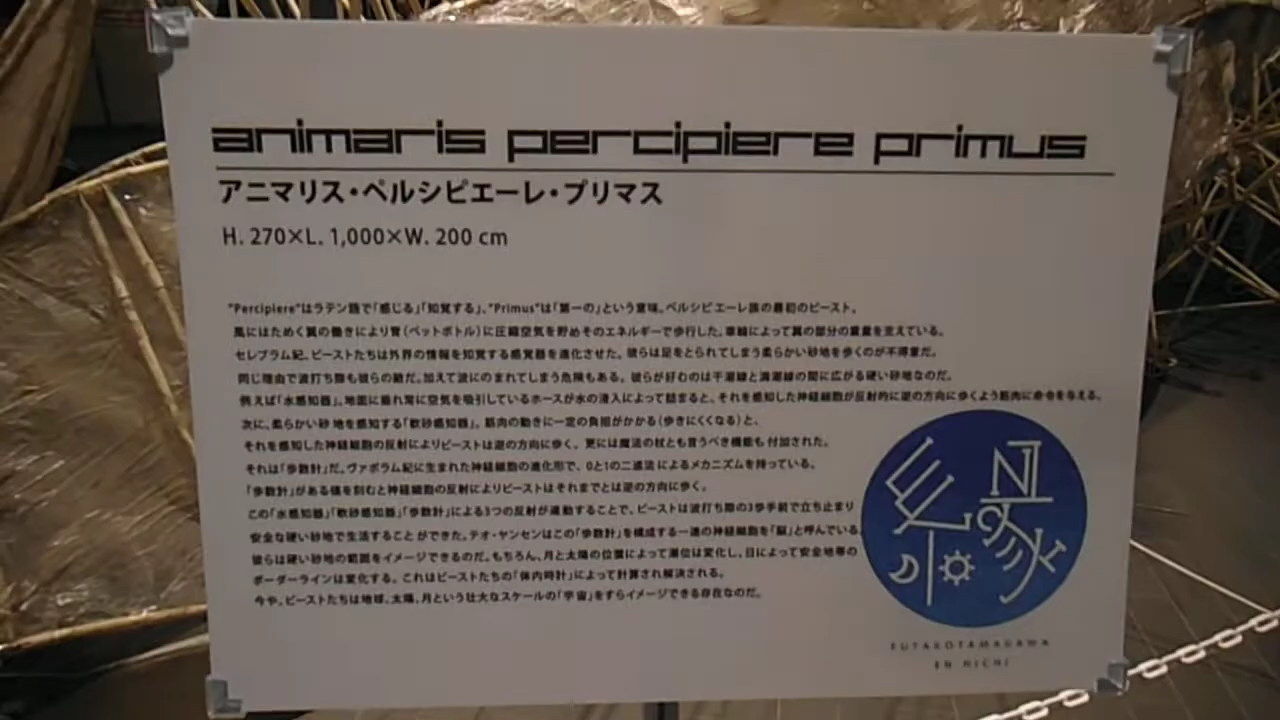 animaris percipiere primus
アニマリス・ペルシピエーレ・プリマス
H. 270×L. 1,000×W. 200 cm
"Percipiere"はラテン語で「感じる」「知覚する」、"Primus"は「第一の」という意味。ペルシピエーレ族の最初のビースト。
風にはためく翼の働きにより胃(ペットボトル)に圧縮空気を貯めそのエネルギーで歩行した。車輪によって翼の部分の重量を支えている。
セレブラム紀、ビーストたちは外界の情報を知覚する感覚器を進化させた。彼らは足をとられてしまう柔らかい砂地を歩くのが不得意だ。
同じ理由で波打ち際も彼らの敵だ。加えて波にのまれてしまう危険もある。彼らが好むのは干潮線と満潮線の間に広がる硬い砂地なのだ。
例えば「水感知器」。地面に垂れ常に空気を吸引しているホースが水の浸入によって詰まると、それを感知した神経細胞が反射的に逆の方向に歩くよう筋肉に命令を与える。
次に、柔らかい砂地を感知する「軟砂感知器」。筋肉の動きに一定の負担がかかる(歩きにくくなる)と、
それを感知した神経細胞の反射によりビーストは逆の方向に歩く。更には魔法の杖とも言うべき機能も付加された。
それは「歩数計」だ。ヴァポラム紀に生まれた神経細胞の進化形で、0と1の二進法によるメカニズムを持っている。
「歩数計」がある値を刻むと神経細胞の反射によりビーストはそれまでとは逆の方向に歩く。
この「水感知器」「軟砂感知器」「歩数計」による3つの反射が連動することで、ビーストは波打ち際の3歩手前で立ち止まり
安全な硬い砂地で生活することができた。テオ・ヤンセンはこの「歩数計」を構成する一連の神経細胞を「脳」と呼んでいる。
彼らは硬い砂地の範囲をイメージできるのだ。もちろん、月と太陽の位置によって潮位は変化し、日によって安全地帯の
ボーダーラインは変化する。これはビーストたちの「体内時計」によって計算され解決される。
今や、ビーストたちは地球、太陽、月という壮大なスケールの「宇宙」をすらイメージできる存在なのだ。
FUTAKOTAMAGAWA
EN NICHI